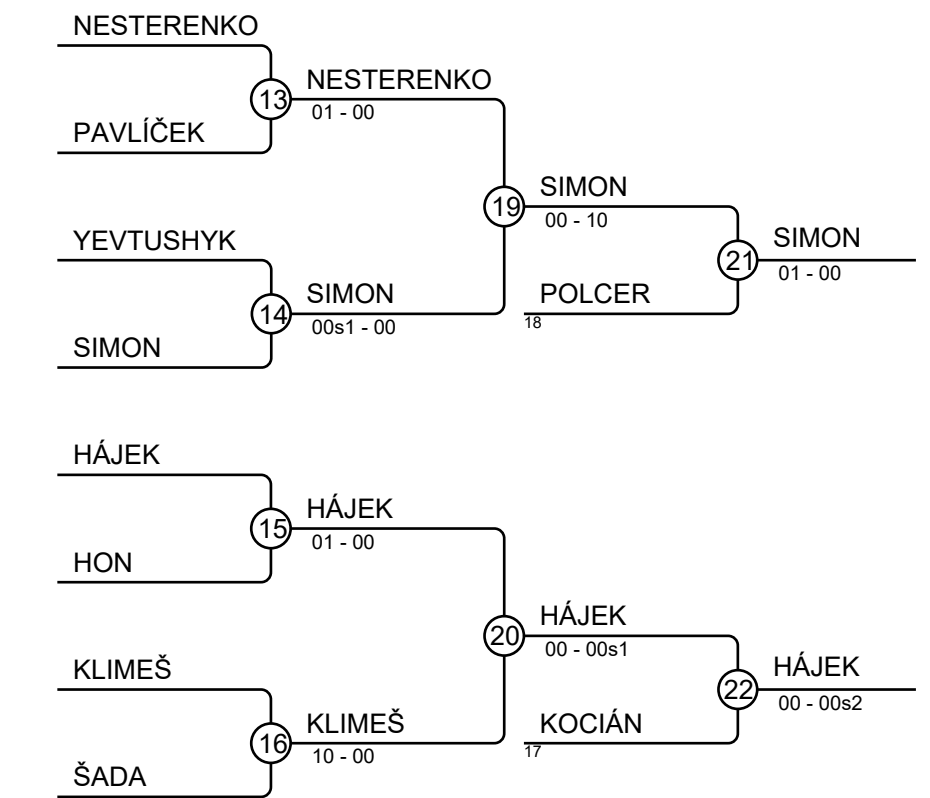 NESTERENKO
13
NESTERENKO
01 - 00
PAVLÍČEK
19
SIMON
00 - 10
YEVTUSHYK
14
SIMON
00s1 - 00
SIMON
21
SIMON
01 - 00
POLCER
18
HÁJEK
15
HÁJEK
01 - 00
HON
20
HÁJEK
00 - 00s1
KLIMEŠ
16
KLIMEŠ
10 - 00
ŠADA
22
HÁJEK
00 - 00s2
KOCIÁN
17